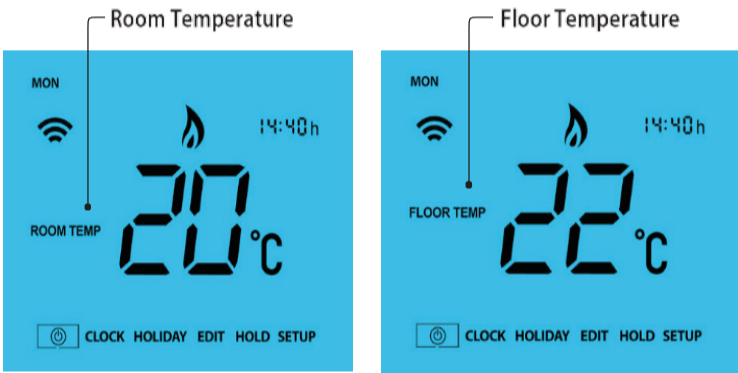 Room Temperature
MON
14:40h
ROOM TEMP
20°C
CLOCK HOLIDAY EDIT HOLD SETUP
Floor Temperature
MON
14:40h
FLOOR TEMP
22°C
CLOCK HOLIDAY EDIT HOLD SETUP